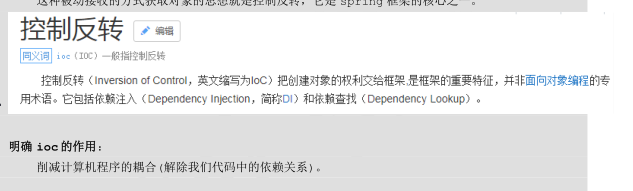 这种被动接收的方式获取对象的思想就是控制反转，它是 spring 框架的核心之一。
控制反转 编辑
同义词 ioc（IOC）一般指控制反转
控制反转（Inversion of Control，英文缩写为IoC）把创建对象的权利交给框架,是框架的重要特征，并非面向对象编程的专
用术语。它包括依赖注入（Dependency Injection，简称DI）和依赖查找（Dependency Lookup）。
明确 ioc 的作用：
削减计算机程序的耦合(解除我们代码中的依赖关系)。